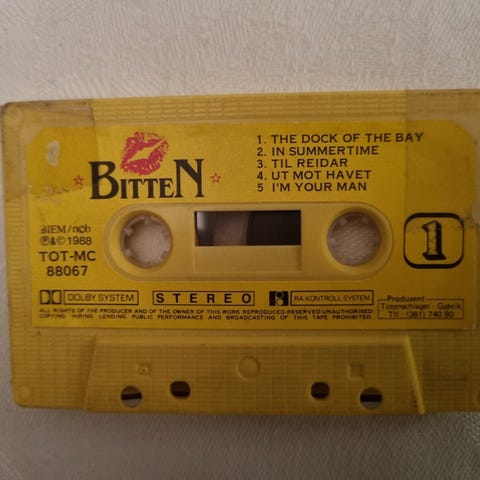 BITTEN
1. THE DOCK OF THE BAY
2. IN SUMMERTIME
3. TIL REIDAR
4. UT MOT HAVET
5 I'M YOUR MAN
BIEM/ncb
℗&© 1988
TOT-MC
88067
1
DOLBY SYSTEM
STEREO
RA-KONTROLL SYSTEM
Produsent
Totenschlager - Gjøvik
Tlf: (061) 740 80
ALL RIGHTS OF THE PRODUCER AND OF THE OWNER OF THIS WORK REPRODUCED RESERVED UNAUTHORISED
COPYING HIRING LENDING PUBLIC PERFORMANCE AND BROADCASTING OF THIS TAPE PROHIBITED